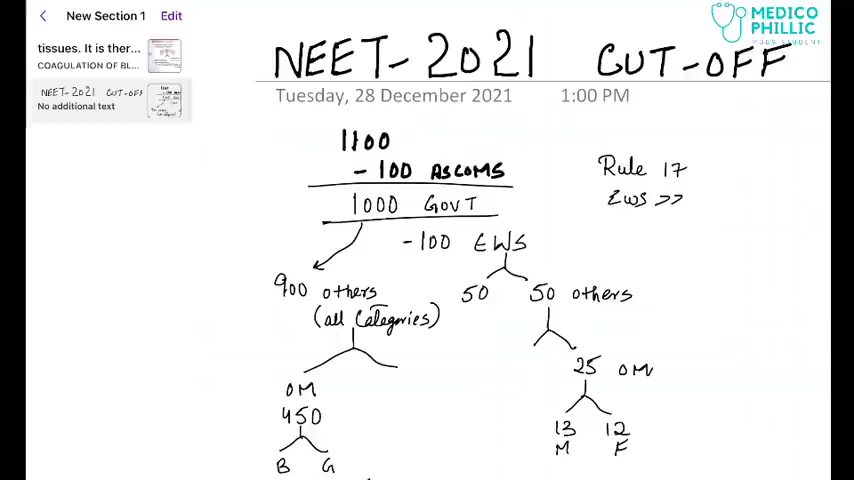 New Section 1
Edit
MEDICO
PHILLIC
tissues. It is ther...
COAGULATION OF BL...
NEET-2021 CUT-OFF
No additional text
NEET-2021 CUT-OFF
Tuesday, 28 December 2021 1:00 PM
1100
- 100 ASCOMS
1000 GOVT
Rule 17
EWS >>
-100 EWS
900 others
(all Categories)
50
50 others
OM
450
B G
25 OM
13 12
M F